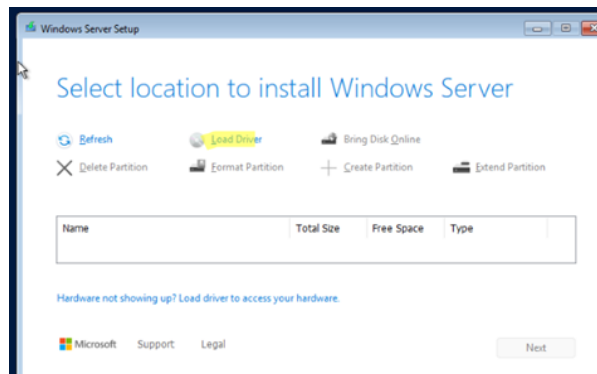 Windows Server Setup
Select location to install Windows Server
Refresh Load Driver Bring Disk Online
Delete Partition Format Partition Create Partition Extend Partition
Name Total Size Free Space Type
Hardware not showing up? Load driver to access your hardware.
Microsoft Support Legal Next